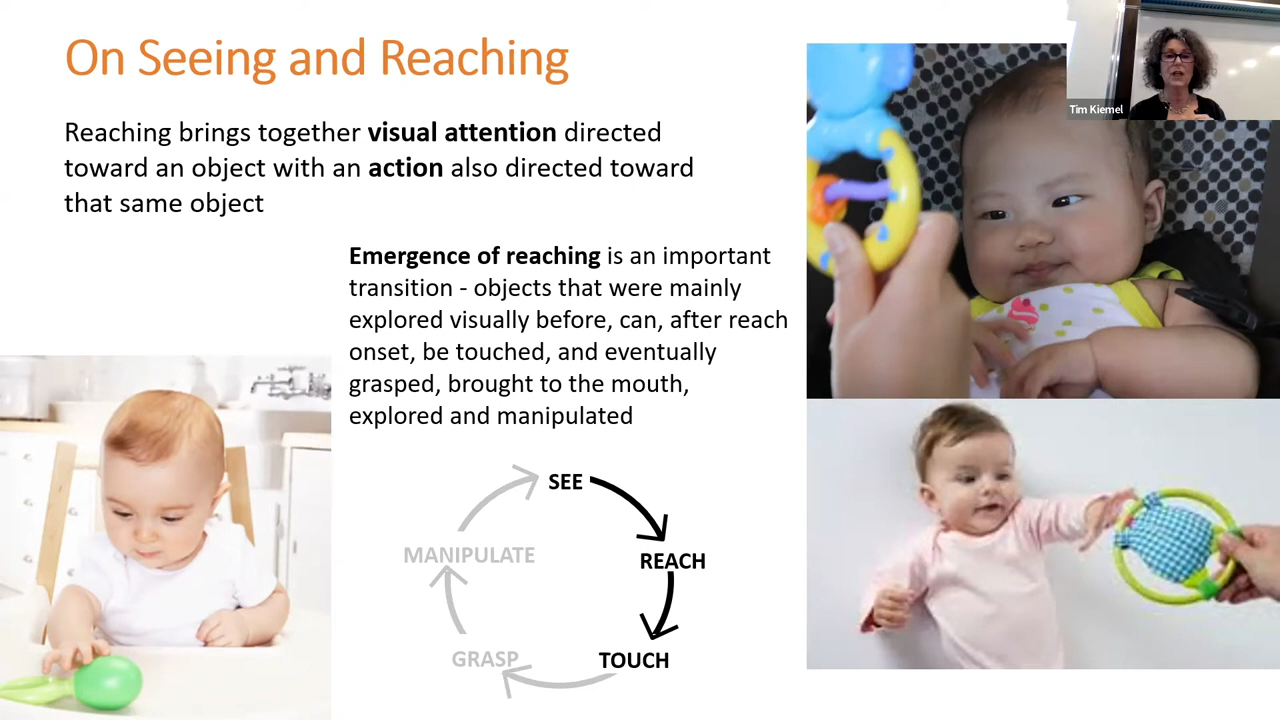 On Seeing and Reaching
Tim Kiemel
Reaching brings together visual attention directed
toward an object with an action also directed toward
that same object
Emergence of reaching is an important
transition - objects that were mainly
explored visually before, can, after reach
onset, be touched, and eventually
grasped, brought to the mouth,
explored and manipulated
SEE
REACH
TOUCH
GRASP
MANIPULATE